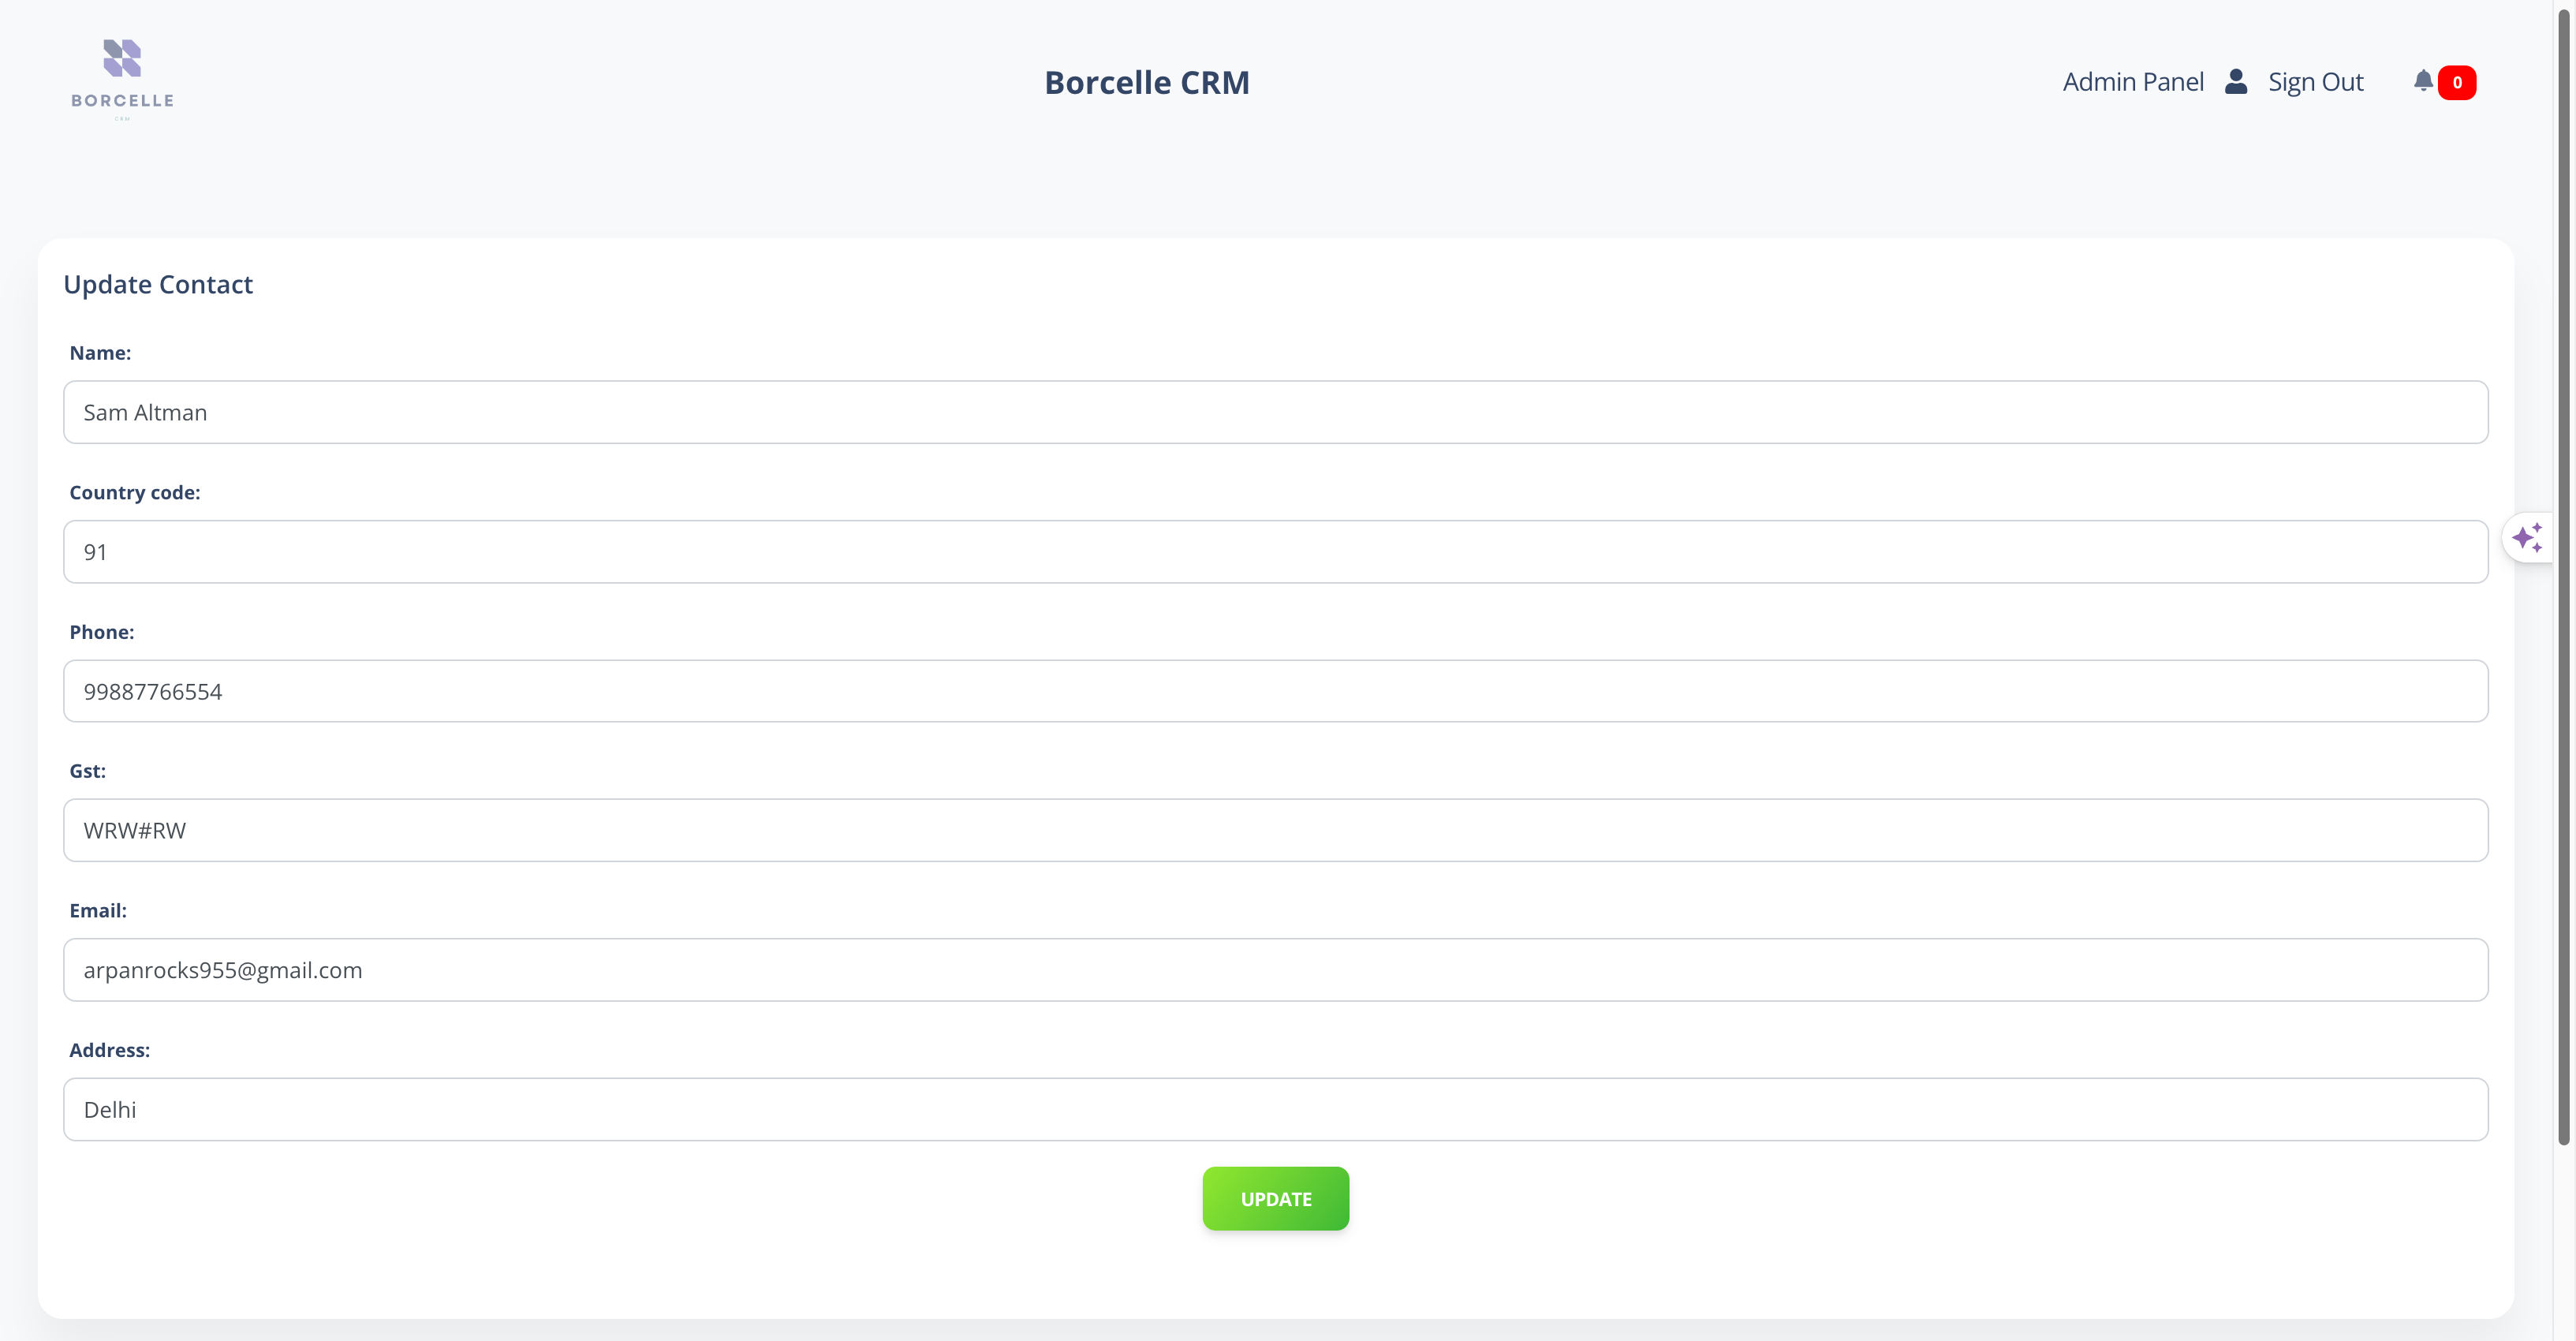 BORCELLE
CRM
Borcelle CRM
Admin Panel Sign Out 0
Update Contact
Name:
Sam Altman
Country code:
91
Phone:
99887766554
Gst:
WRW#RW
Email:
arpanrocks955@gmail.com
Address:
Delhi
UPDATE